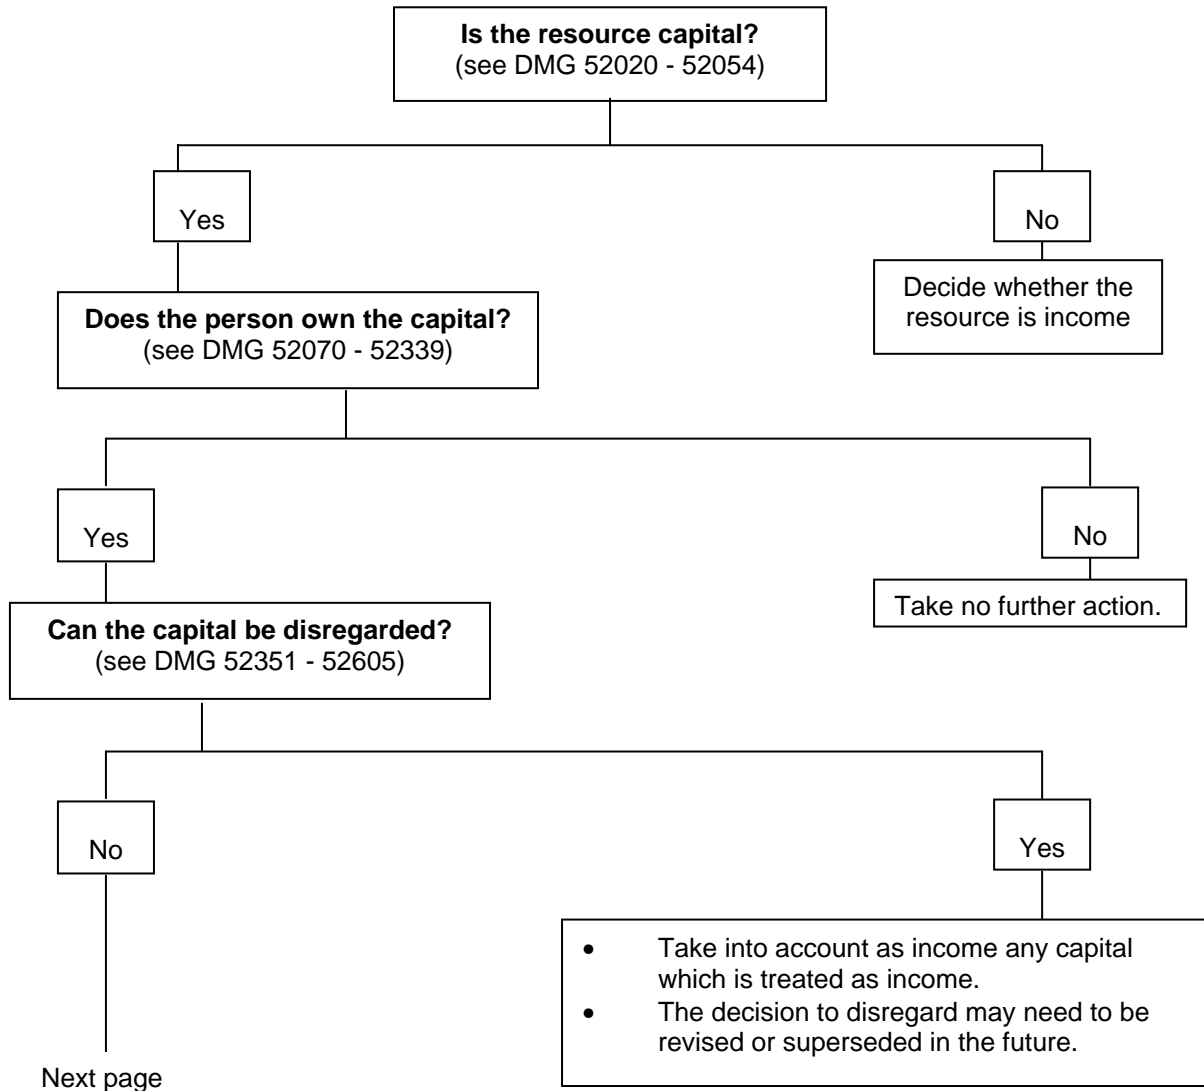 Is the resource capital?
(see DMG 52020 - 52054)
Yes
No
Decide whether the
resource is income
Does the person own the capital?
(see DMG 52070 - 52339)
Yes
No
Take no further action.
Can the capital be disregarded?
(see DMG 52351 - 52605)
No
Yes
• Take into account as income any capital
which is treated as income.
• The decision to disregard may need to be
revised or superseded in the future.
Next page